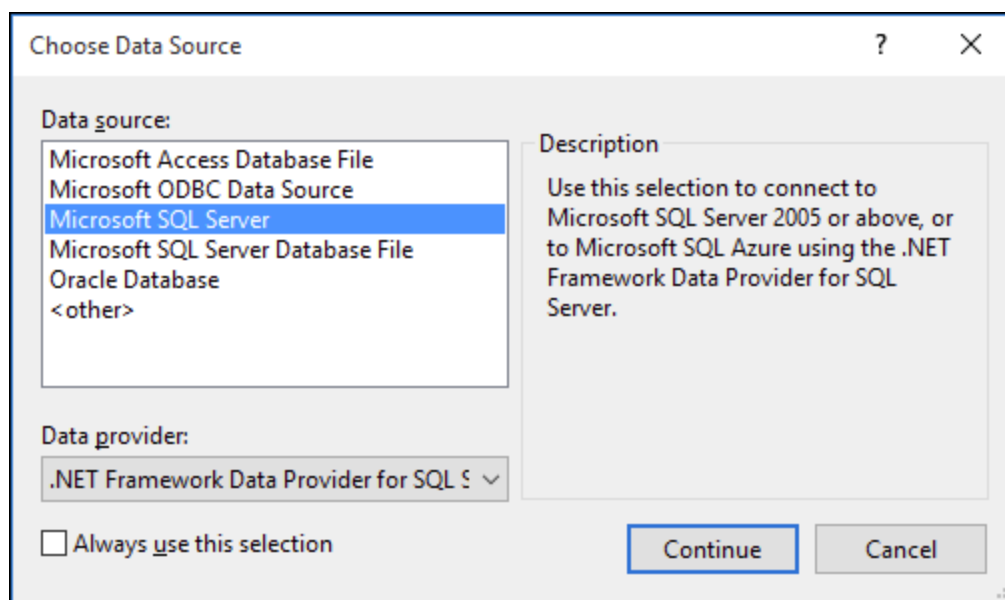 Choose Data Source
?
Data source:
Microsoft Access Database File
Microsoft ODBC Data Source
Microsoft SQL Server
Microsoft SQL Server Database File
Oracle Database
<other>
Description
Use this selection to connect to
Microsoft SQL Server 2005 or above, or
to Microsoft SQL Azure using the .NET
Framework Data Provider for SQL
Server.
Data provider:
.NET Framework Data Provider for SQL S
Always use this selection
Continue
Cancel